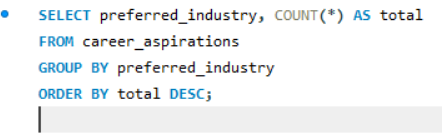 SELECT preferred_industry, COUNT(*) AS total
FROM career_aspirations
GROUP BY preferred_industry
ORDER BY total DESC;